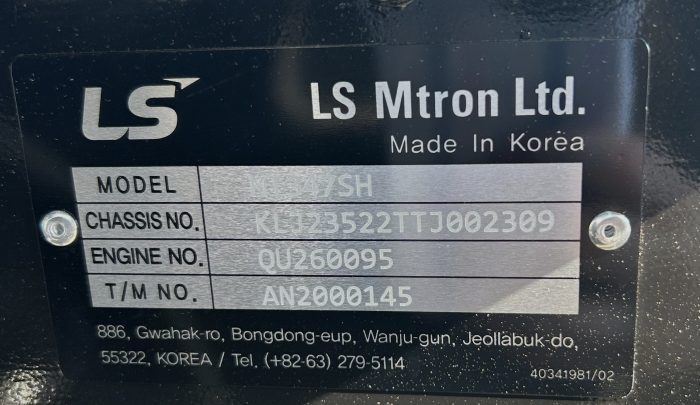 LS
LS Mtron Ltd.
Made In Korea
MODEL
CHASSIS NO. KLJ23522TTJ002309
ENGINE NO. QU260095
T/M NO. AN2000145
886, Gwahak-ro, Bongdong-eup, Wanju-gun, Jeollabuk-do,
55322, KOREA / Tel. (+82-63) 279-5114
40341981/02